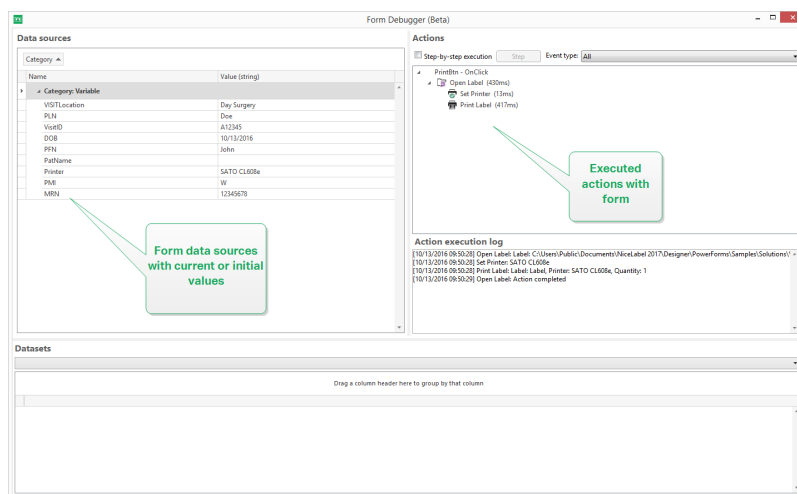 Form Debugger (Beta)
Data sources
Category
Name Value (string)
Category: Variable
VISITLocation Day Surgery
PLN Doe
VisitID A12345
DOB 10/13/2016
PFN John
PatName
Printer SATO CL608e
PMI W
MRN 12345678
Form data sources
with current or initial
values
Actions
Step-by-step execution Step Event type: All
PrintBtn - OnClick
Open Label (430ms)
Set Printer (13ms)
Print Label (417ms)
Executed
actions with
form
Action execution log
[10/13/2016 09:50:28] Open Label: Label: C:\Users\Public\Documents\NiceLabel 2017\Designer\PowerForms\Samples\Solutions\
[10/13/2016 09:50:28] Set Printer: SATO CL608e
[10/13/2016 09:50:28] Print Label: Label: Label, Printer: SATO CL608e, Quantity: 1
[10/13/2016 09:50:29] Open Label: Action completed
Datasets
Drag a column header here to group by that column